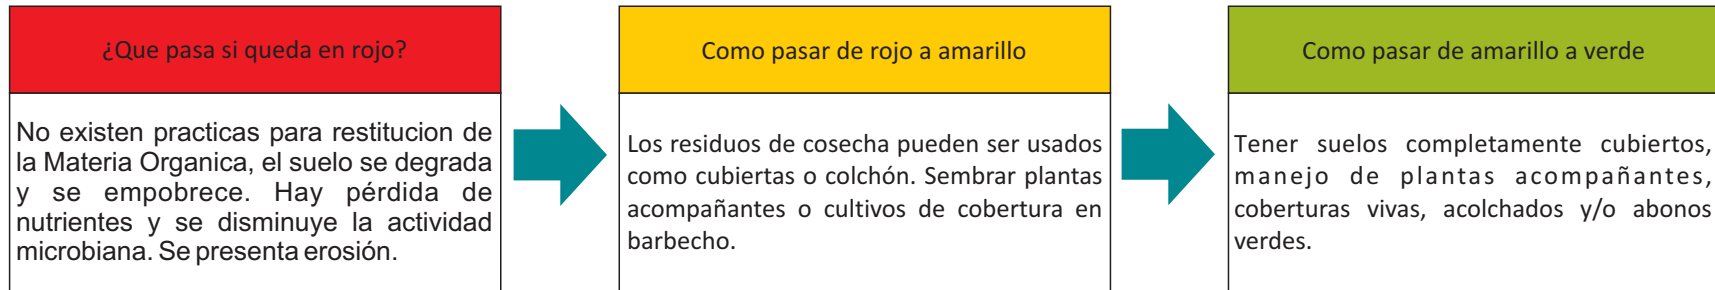 ¿Que pasa si queda en rojo?
No existen practicas para restitucion de
la Materia Organica, el suelo se degrada
y se empobrece. Hay pérdida de
nutrientes y se disminuye la actividad
microbiana. Se presenta erosión.
Como pasar de rojo a amarillo
Los residuos de cosecha pueden ser usados
como cubiertas o colchón. Sembrar plantas
acompañantes o cultivos de cobertura en
barbecho.
Como pasar de amarillo a verde
Tener suelos completamente cubiertos,
manejo de plantas acompañantes,
coberturas vivas, acolchados y/o abonos
verdes.